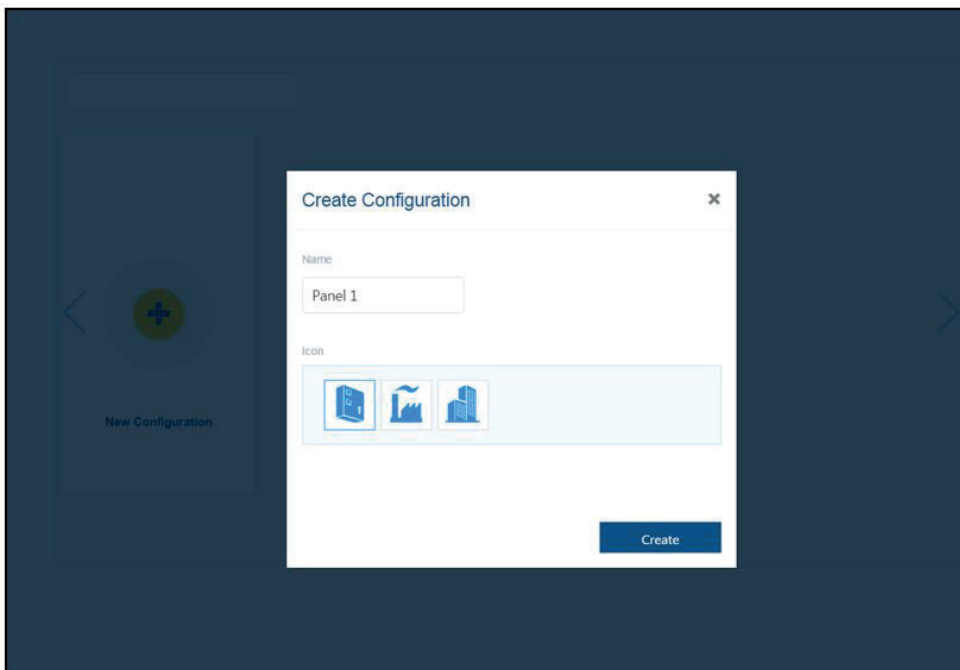 Create Configuration
Name
Panel 1
Icon
New Configuration
Create